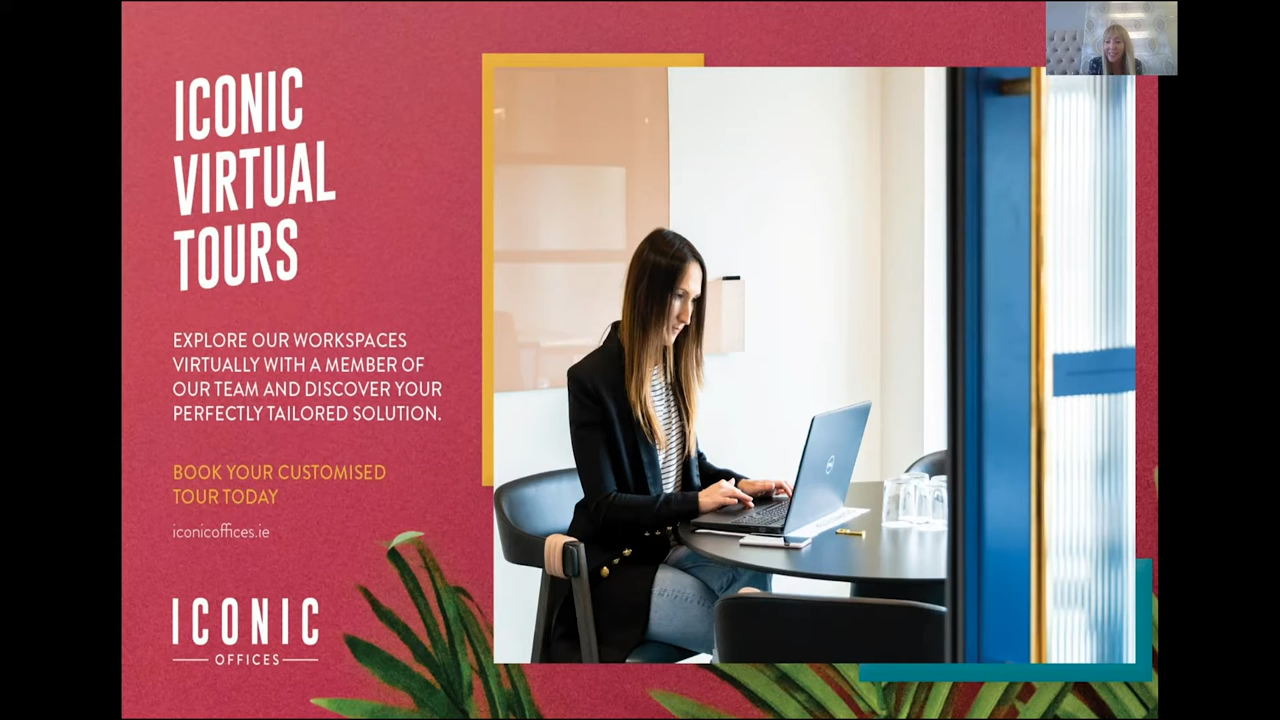 ICONIC
VIRTUAL
TOURS
EXPLORE OUR WORKSPACES
VIRTUALLY WITH A MEMBER OF
OUR TEAM AND DISCOVER YOUR
PERFECTLY TAILORED SOLUTION.
BOOK YOUR CUSTOMISED
TOUR TODAY
iconicoffices.ie
ICONIC
OFFICES
DELL